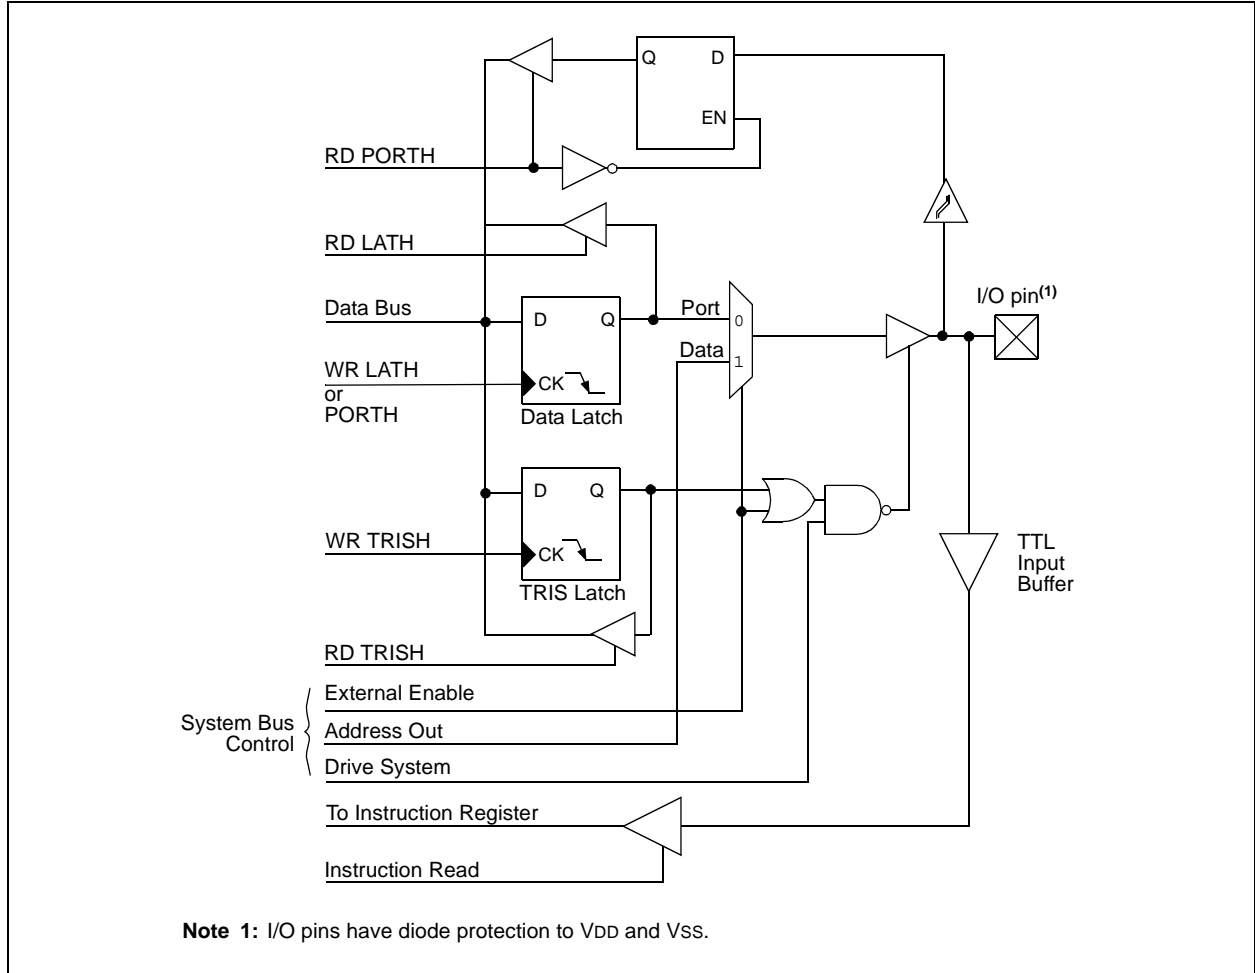 Q D
EN
RD PORTH
RD LATH
I/O pin(1)
Data Bus
D Q
Port
0
Data
1
WR LATH
or
PORTH
CK
Data Latch
D Q
WR TRISH
CK
TRIS Latch
TTL
Input
Buffer
RD TRISH
External Enable
System Bus
Control
Address Out
Drive System
To Instruction Register
Instruction Read
Note 1: I/O pins have diode protection to VDD and VSS.